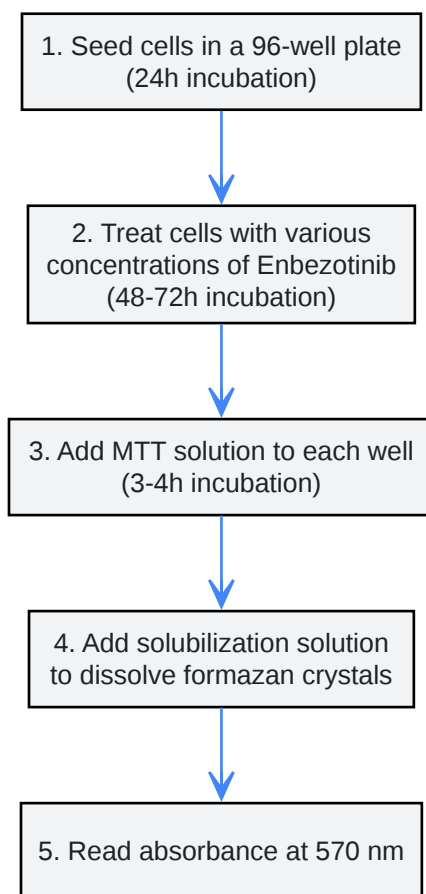 1. Seed cells in a 96-well plate
(24h incubation)
2. Treat cells with various
concentrations of Enbezotinib
(48-72h incubation)
3. Add MTT solution to each well
(3-4h incubation)
4. Add solubilization solution
to dissolve formazan crystals
5. Read absorbance at 570 nm